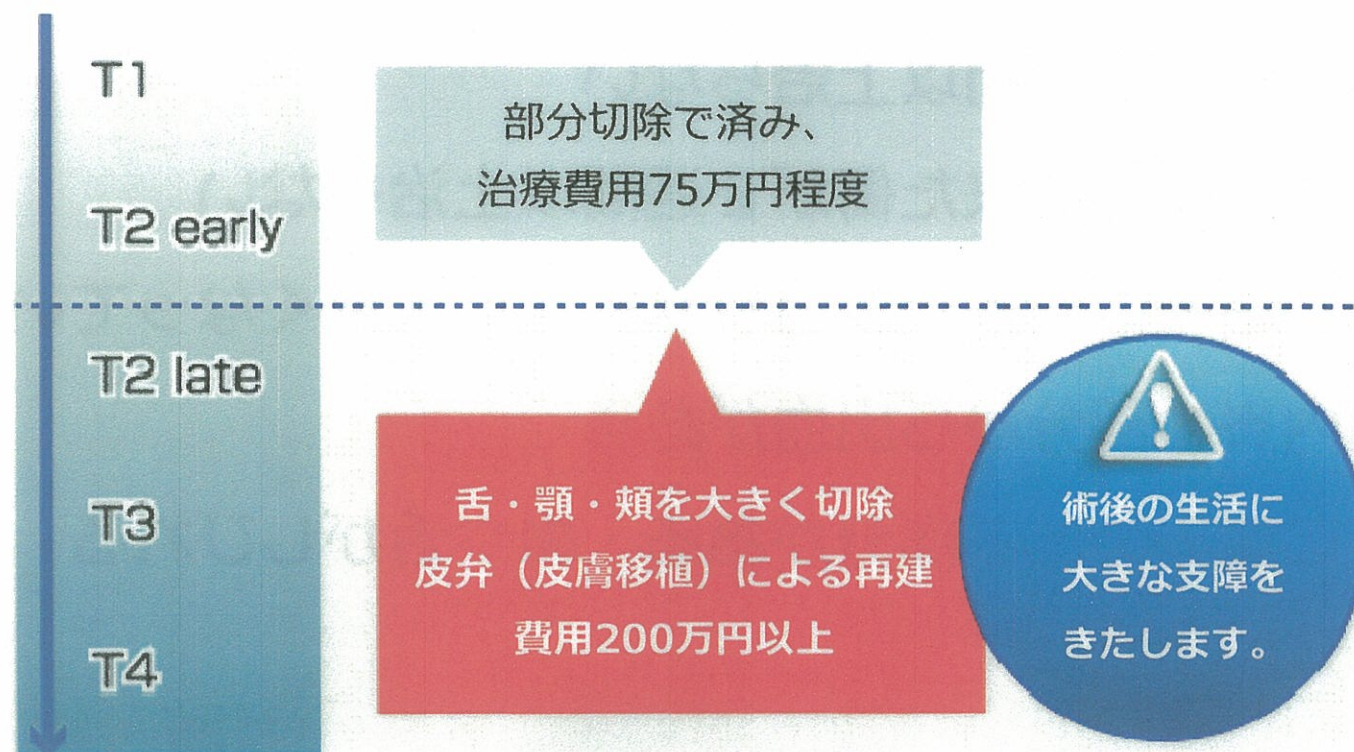 T1
部分切除で済み、
治療費用75万円程度
T2 early
T2 late
T3
T4
舌・顎・頬を大きく切除
皮弁（皮膚移植）による再建
費用200万円以上
術後の生活に
大きな支障を
きたします。